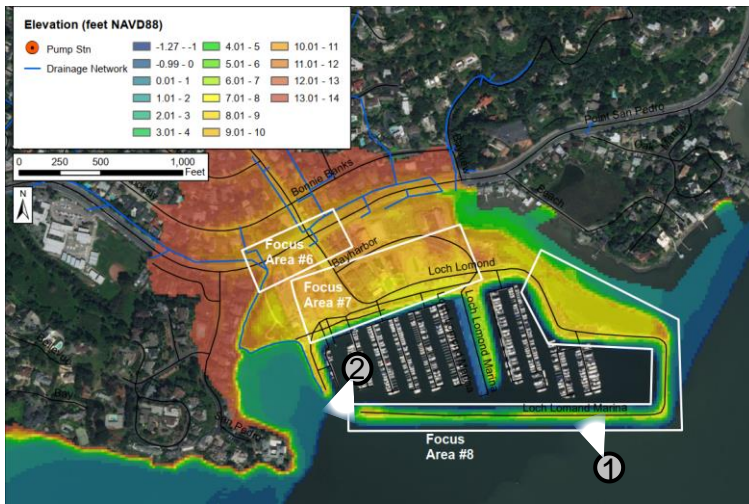 Elevation (feet NAVD88)
Pump Stn
Drainage Network
-1.27 - -1
-0.99 - 0
0.01 - 1
1.01 - 2
2.01 - 3
3.01 - 4
4.01 - 5
5.01 - 6
6.01 - 7
7.01 - 8
8.01 - 9
9.01 - 10
10.01 - 11
11.01 - 12
12.01 - 13
13.01 - 14
0 250 500 1,000
Feet
N
Point San Pedro
Bonnie Banks
Focus
Area #6
Bayharbor
Loch Lomond
Focus
Area #7
Loch Lomond Marina
2
Loch Lomand Marina
Focus
Area #8
1
San Pedro